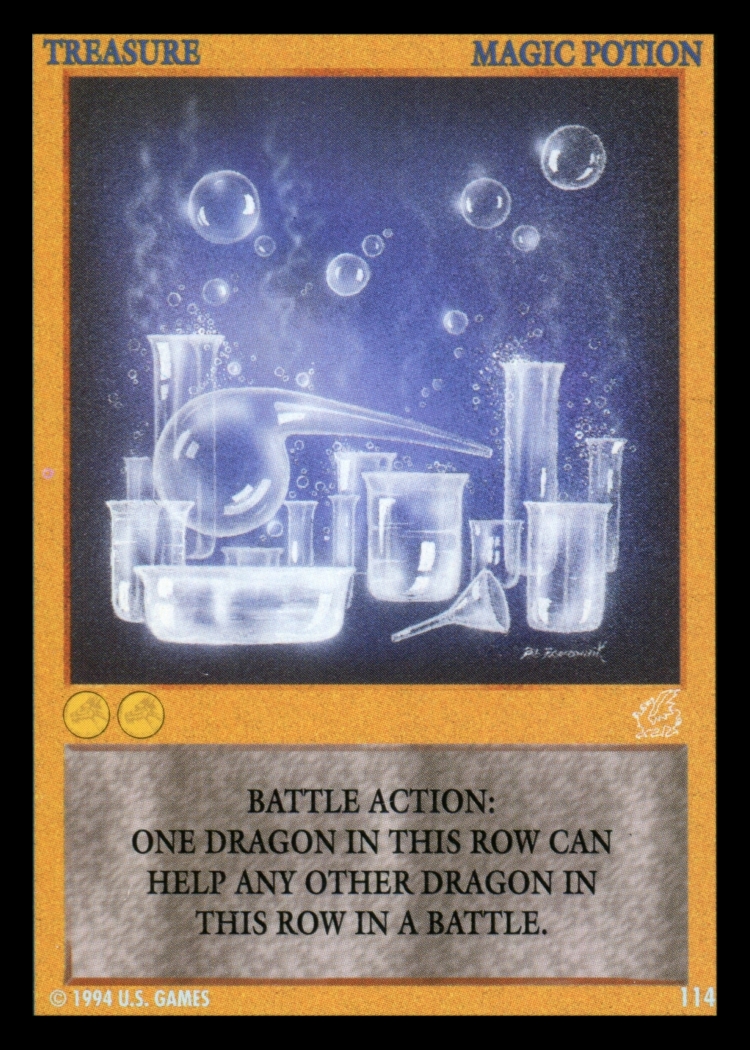 TREASURE
MAGIC POTION
BATTLE ACTION:
ONE DRAGON IN THIS ROW CAN
HELP ANY OTHER DRAGON IN
THIS ROW IN A BATTLE.
© 1994 U.S. GAMES
114